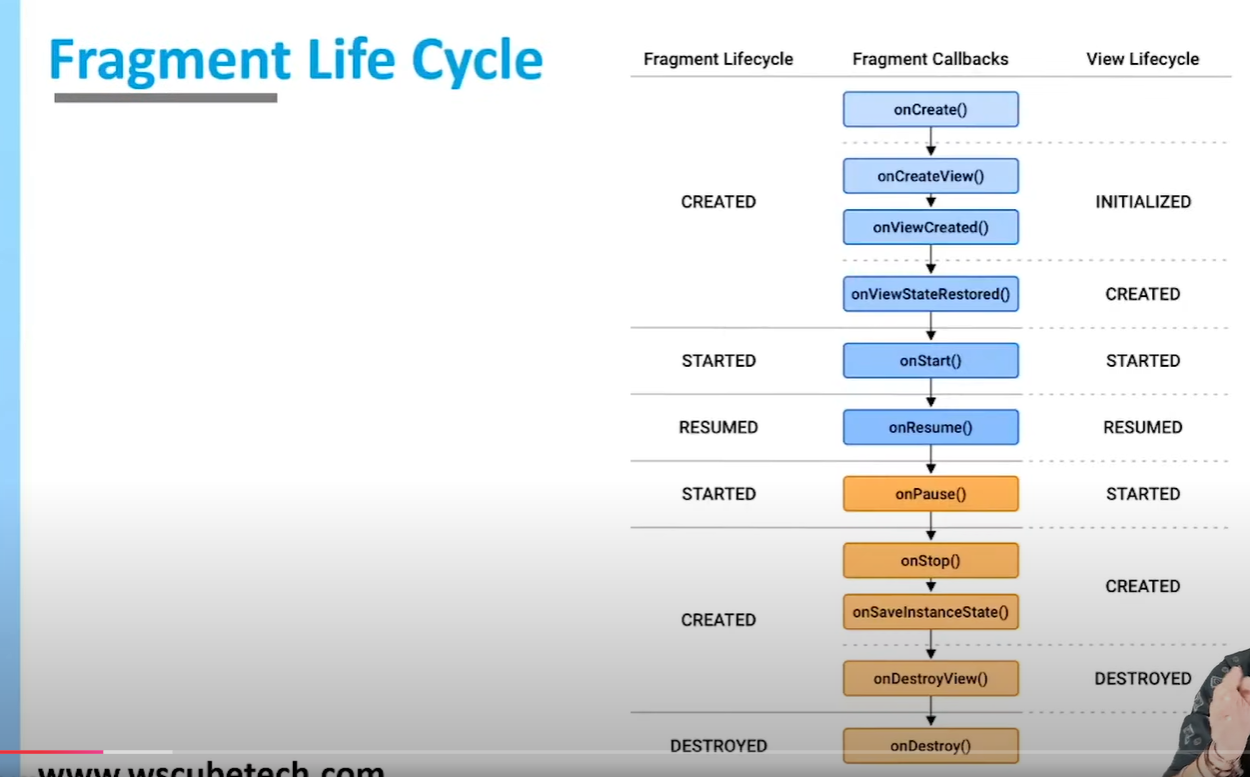 Fragment Life Cycle
Fragment Lifecycle Fragment Callbacks View Lifecycle
onCreate()
onCreateView()
CREATED INITIALIZED
onViewCreated()
onViewStateRestored() CREATED
STARTED onStart() STARTED
RESUMED onResume() RESUMED
STARTED onPause() STARTED
onStop()
CREATED
onSaveInstanceState()
CREATED
onDestroyView() DESTROYED
DESTROYED onDestroy()
www.wscubetech.com